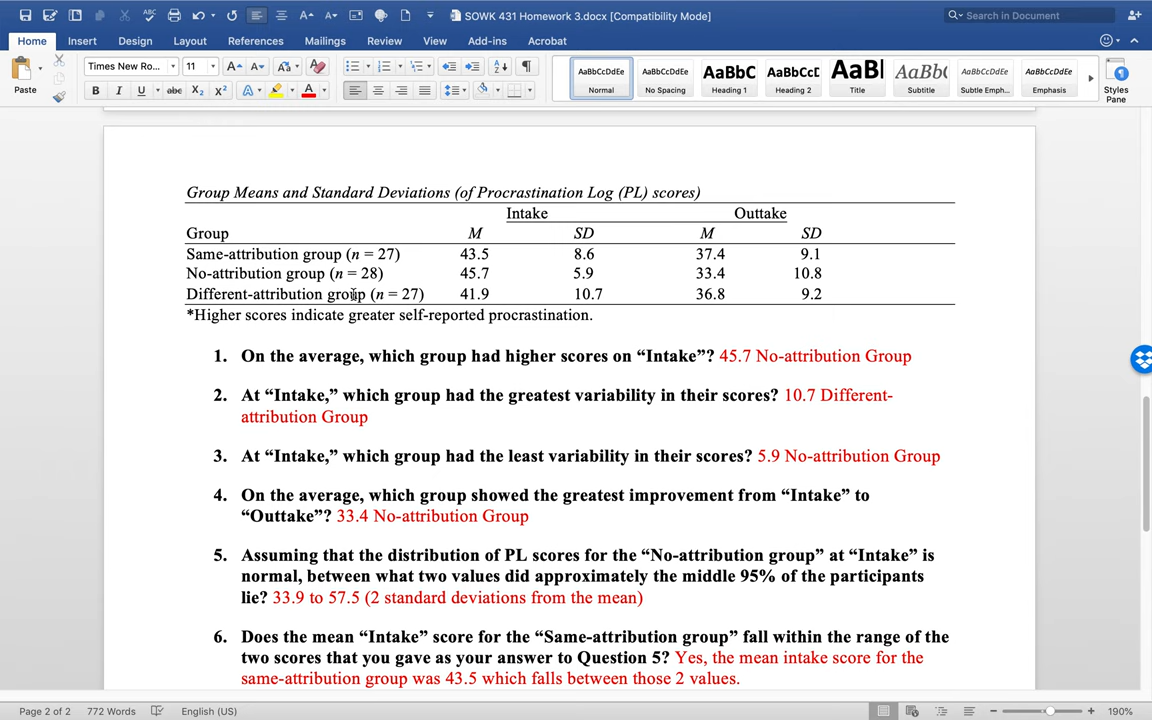 SOWK 431 Homework 3.docx [Compatibility Mode]
Search in Document
Home Insert Design Layout References Mailings Review View Add-ins Acrobat
Paste
Times New Ro... 11
B I U abc X₂ X²
AaBbCcDdEe AaBbCcDdEe AaBbC AaBbCcD AaBb AaBbC AaBbCcDdEe AaBbCcDdEe
Normal No Spacing Heading 1 Heading 2 Title Subtitle Subtle Emph... Emphasis
Styles
Pane
Group Means and Standard Deviations (of Procrastination Log (PL) scores)
Intake Outtake
Group M SD M SD
Same-attribution group (n = 27) 43.5 8.6 37.4 9.1
No-attribution group (n = 28) 45.7 5.9 33.4 10.8
Different-attribution group (n = 27) 41.9 10.7 36.8 9.2
*Higher scores indicate greater self-reported procrastination.
1. On the average, which group had higher scores on “Intake”? 45.7 No-attribution Group
2. At “Intake,” which group had the greatest variability in their scores? 10.7 Different-
attribution Group
3. At “Intake,” which group had the least variability in their scores? 5.9 No-attribution Group
4. On the average, which group showed the greatest improvement from “Intake” to
“Outtake”? 33.4 No-attribution Group
5. Assuming that the distribution of PL scores for the “No-attribution group” at “Intake” is
normal, between what two values did approximately the middle 95% of the participants
lie? 33.9 to 57.5 (2 standard deviations from the mean)
6. Does the mean “Intake” score for the “Same-attribution group” fall within the range of the
two scores that you gave as your answer to Question 5? Yes, the mean intake score for the
same-attribution group was 43.5 which falls between those 2 values.
Page 2 of 2 772 Words English (US) 190%